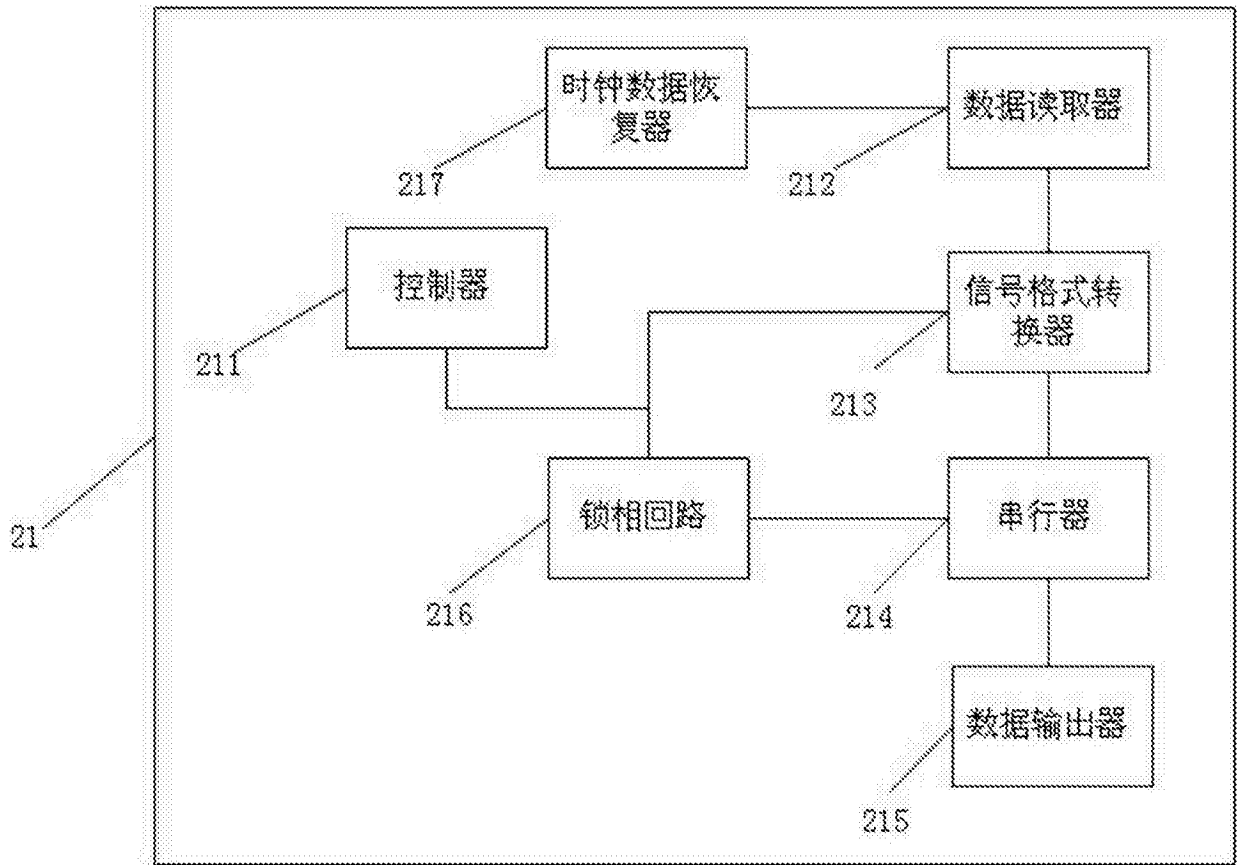 时钟数据恢
复器
数据读取器
217
212
控制器
信号格式转
换器
211
213
锁相回路
串行器
21
216
214
数据输出器
215